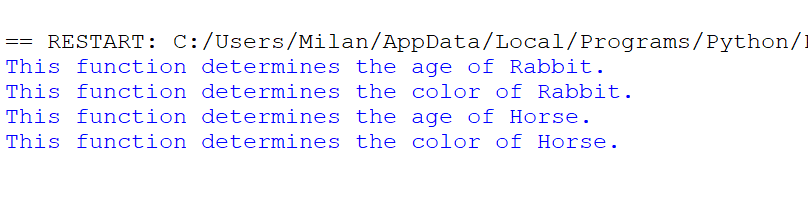 == RESTART: C:/Users/Milan/AppData/Local/Programs/Python/
This function determines the age of Rabbit.
This function determines the color of Rabbit.
This function determines the age of Horse.
This function determines the color of Horse.